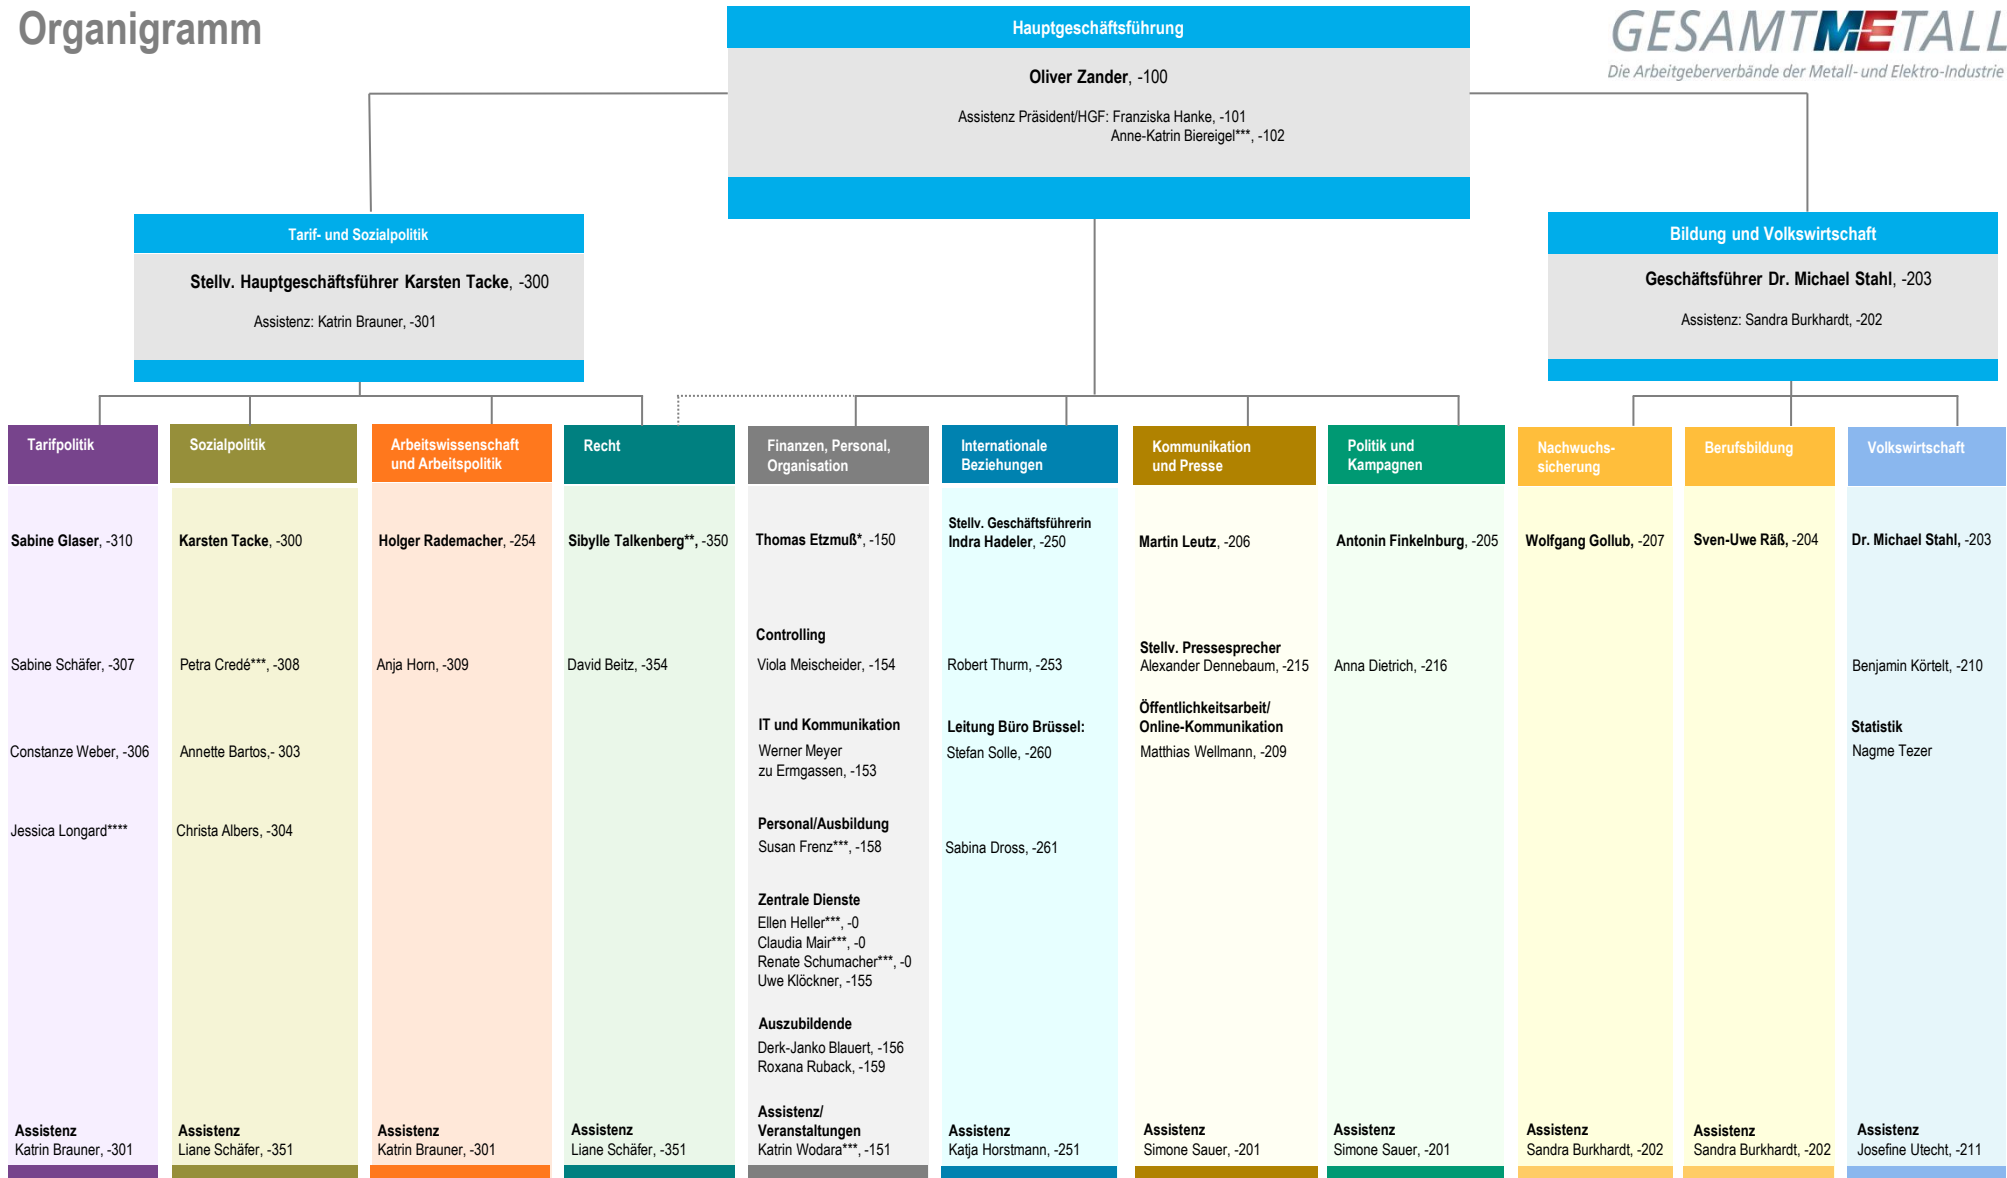 Organigramm
GESAMTMETALL
Die Arbeitgeberverbände der Metall- und Elektro-Industrie
Hauptgeschäftsführung
Oliver Zander, -100
Assistenz Präsident/HGF: Franziska Hanke, -101
Anne-Katrin Biereigel***, -102
Tarif- und Sozialpolitik
Stellv. Hauptgeschäftsführer Karsten Tacke, -300
Assistenz: Katrin Brauner, -301
Bildung und Volkswirtschaft
Geschäftsführer Dr. Michael Stahl, -203
Assistenz: Sandra Burkhardt, -202
Tarifpolitik
Sabine Glaser, -310
Sabine Schäfer, -307
Constanze Weber, -306
Jessica Longard****
Assistenz
Katrin Brauner, -301
Sozialpolitik
Karsten Tacke, -300
Petra Credé***, -308
Annette Bartos,- 303
Christa Albers, -304
Assistenz
Liane Schäfer, -351
Arbeitswissenschaft
und Arbeitspolitik
Holger Rademacher, -254
Anja Horn, -309
Assistenz
Katrin Brauner, -301
Recht
Sibylle Talkenberg**, -350
David Beitz, -354
Assistenz
Liane Schäfer, -351
Finanzen, Personal,
Organisation
Thomas Etzmuß*, -150
Controlling
Viola Meischeider, -154
IT und Kommunikation
Werner Meyer
zu Ermgassen, -153
Personal/Ausbildung
Susan Frenz***, -158
Zentrale Dienste
Ellen Heller***, -0
Claudia Mair***, -0
Renate Schumacher***, -0
Uwe Klöckner, -155
Auszubildende
Derk-Janko Blauert, -156
Roxana Ruback, -159
Assistenz/
Veranstaltungen
Katrin Wodara***, -151
Internationale
Beziehungen
Stellv. Geschäftsführerin
Indra Hadeler, -250
Robert Thurm, -253
Leitung Büro Brüssel:
Stefan Solle, -260
Sabina Dross, -261
Assistenz
Katja Horstmann, -251
Kommunikation
und Presse
Martin Leutz, -206
Stellv. Pressesprecher
Alexander Dennebaum, -215
Öffentlichkeitsarbeit/
Online-Kommunikation
Matthias Wellmann, -209
Assistenz
Simone Sauer, -201
Politik und
Kampagnen
Antonin Finkelnburg, -205
Anna Dietrich, -216
Assistenz
Simone Sauer, -201
Nachwuchs-
sicherung
Wolfgang Gollub, -207
Assistenz
Sandra Burkhardt, -202
Berufsbildung
Sven-Uwe Räß, -204
Assistenz
Sandra Burkhardt, -202
Volkswirtschaft
Dr. Michael Stahl, -203
Benjamin Körtelt, -210
Statistik
Nagme Tezer
Assistenz
Josefine Utecht, -211